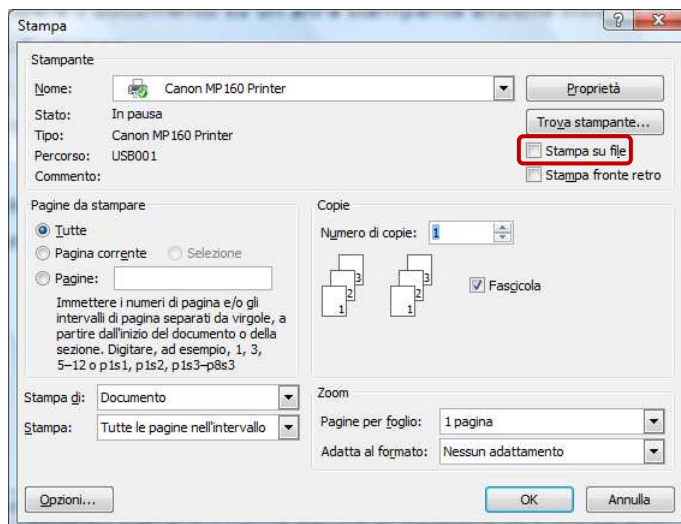 Stampa
Stampante
Nome: Canon MP160 Printer
Proprietà
Stato: In pausa
Trova stampante...
Tipo: Canon MP160 Printer
Percorso: USB001
Stampa su file
Commento:
Stampa fronte retro
Pagine da stampare
Tutte
Pagina corrente Selezione
Pagine:
Immettere i numeri di pagina e/o gli
intervalli di pagina separati da virgole, a
partire dall'inizio del documento o della
sezione. Digitare, ad esempio, 1, 3,
5–12 o p1s1, p1s2, p1s3–p8s3
Copie
Numero di copie: 1
3 3
2 2
1 1
Fascicola
Stampa di: Documento
Stampa: Tutte le pagine nell'intervallo
Zoom
Pagine per foglio: 1 pagina
Adatta al formato: Nessun adattamento
Opzioni...
OK
Annulla